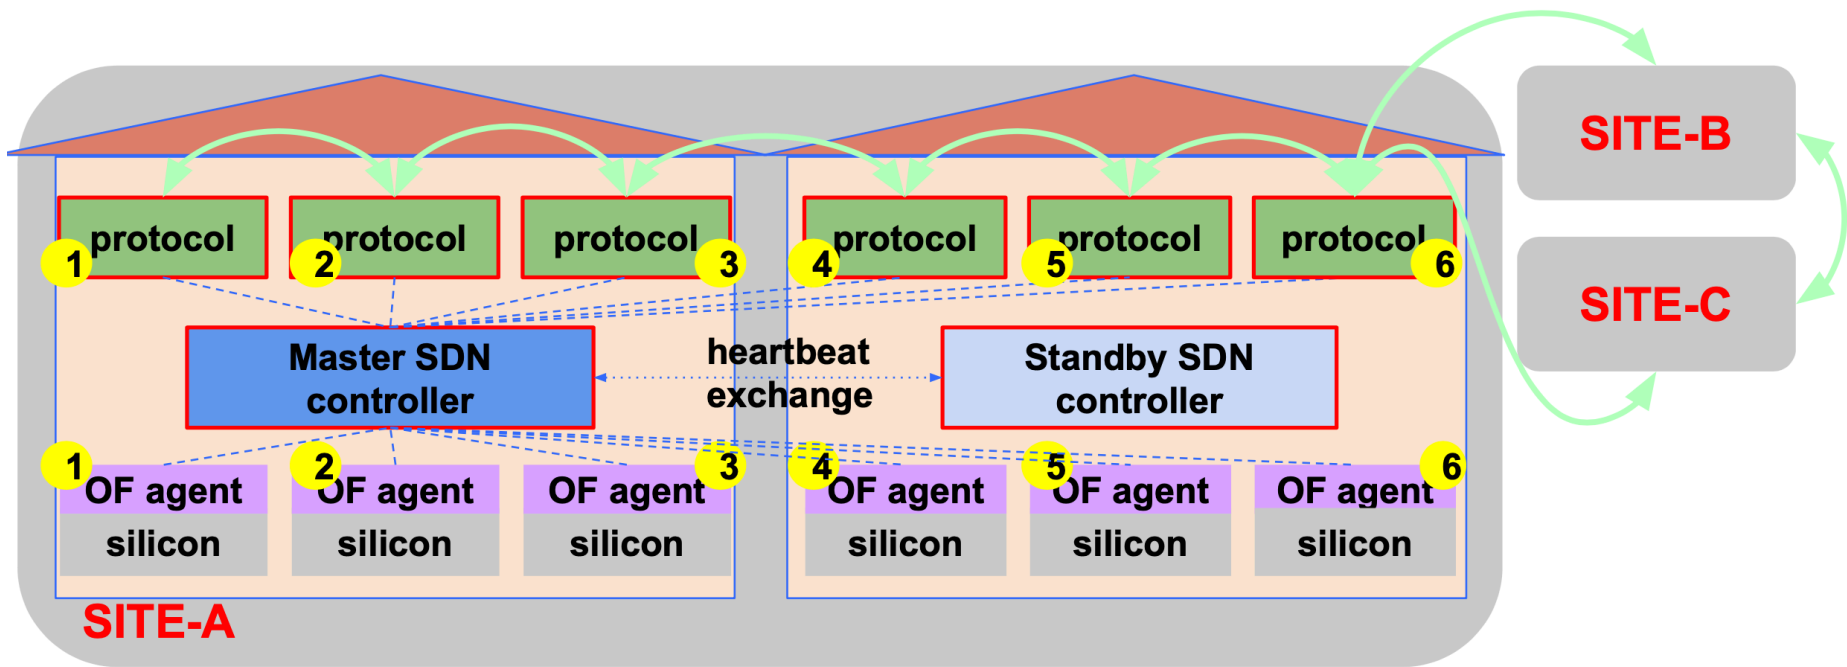 SITE-B
protocol
protocol
protocol
protocol
protocol
protocol
1
2
3
4
5
6
SITE-C
Master SDN
controller
heartbeat
exchange
Standby SDN
controller
1
2
3
4
5
6
OF agent
OF agent
OF agent
OF agent
OF agent
OF agent
silicon
silicon
silicon
silicon
silicon
silicon
SITE-A